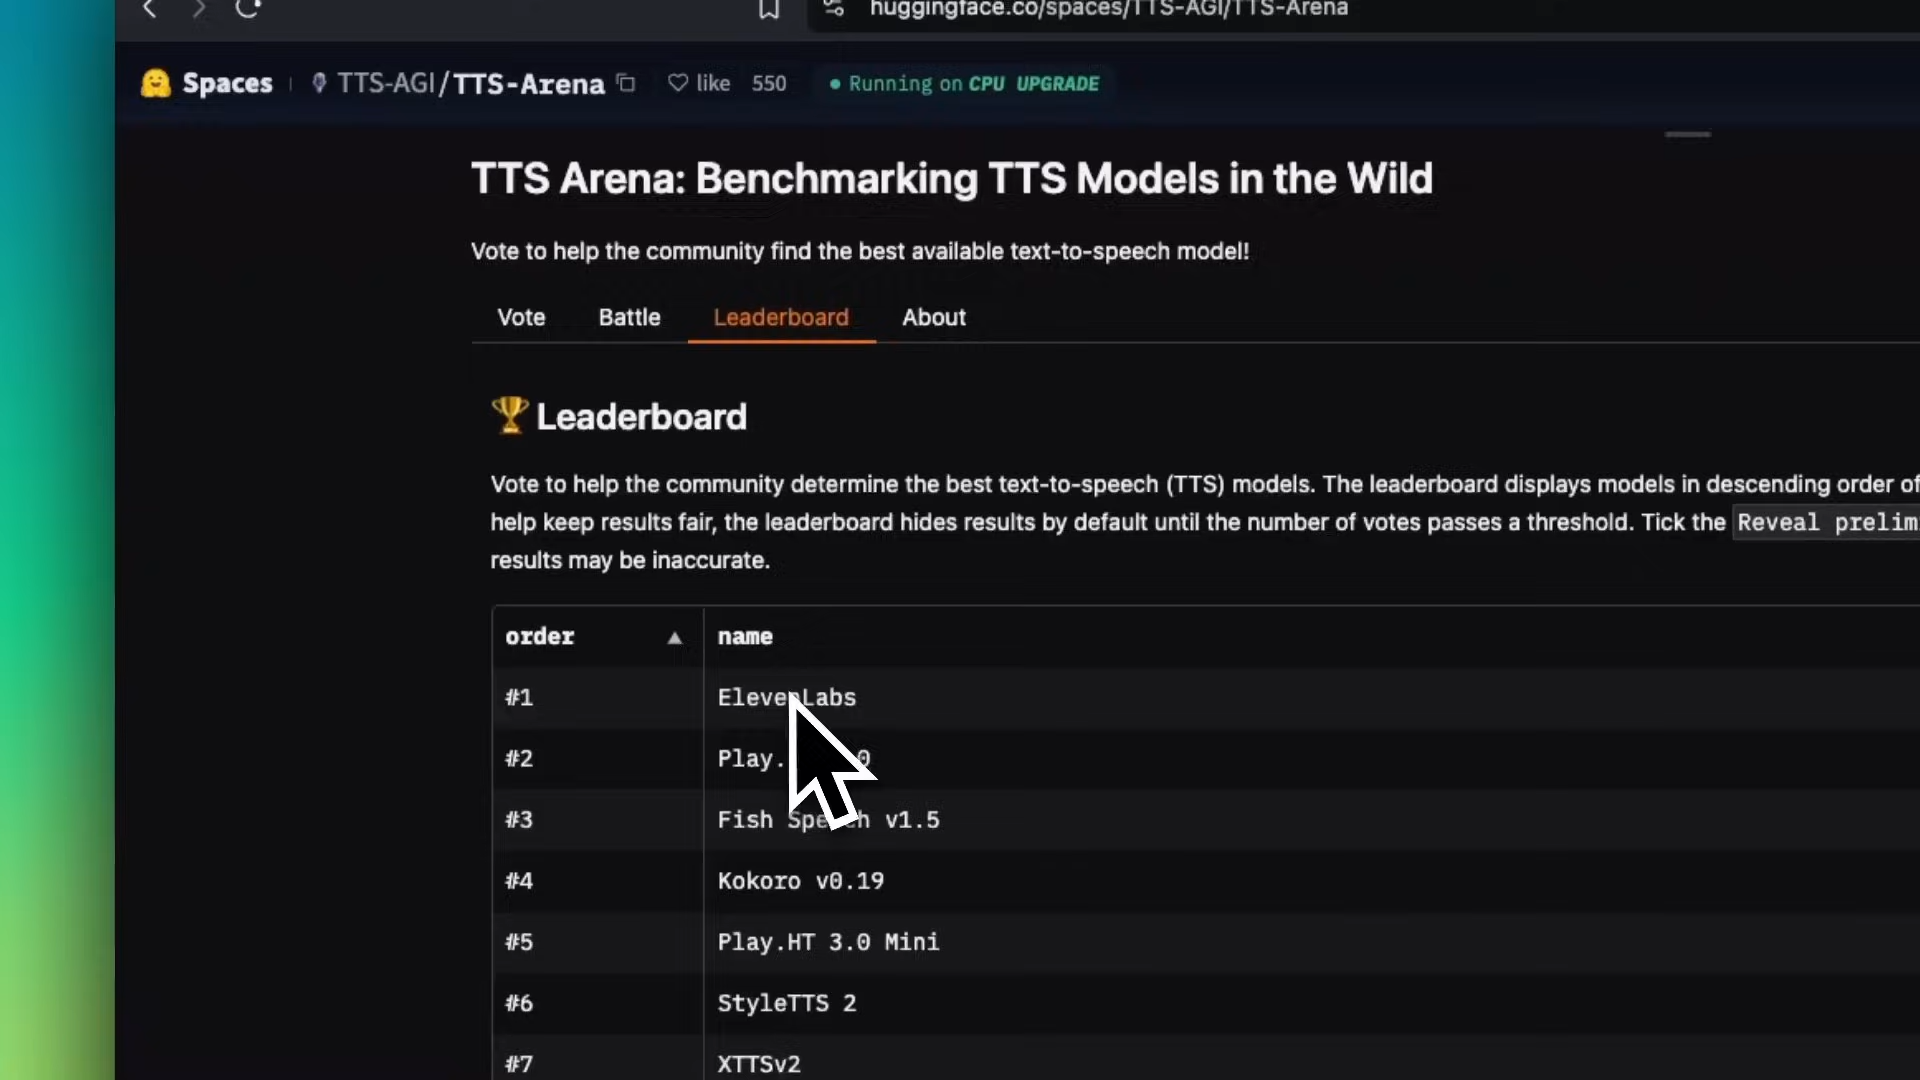 huggingface.co/spaces/TTS-AGI/TTS-Arena
Spaces TTS-AGI/TTS-Arena like 550 Running on CPU UPGRADE
TTS Arena: Benchmarking TTS Models in the Wild
Vote to help the community find the best available text-to-speech model!
Vote Battle Leaderboard About
Leaderboard
Vote to help the community determine the best text-to-speech (TTS) models. The leaderboard displays models in descending order of
help keep results fair, the leaderboard hides results by default until the number of votes passes a threshold. Tick the Reveal prelim
results may be inaccurate.
order name
#1 ElevenLabs
#2 Play.
#3 Fish Speech v1.5
#4 Kokoro v0.19
#5 Play.HT 3.0 Mini
#6 StyleTTS 2
#7 XTTSv2